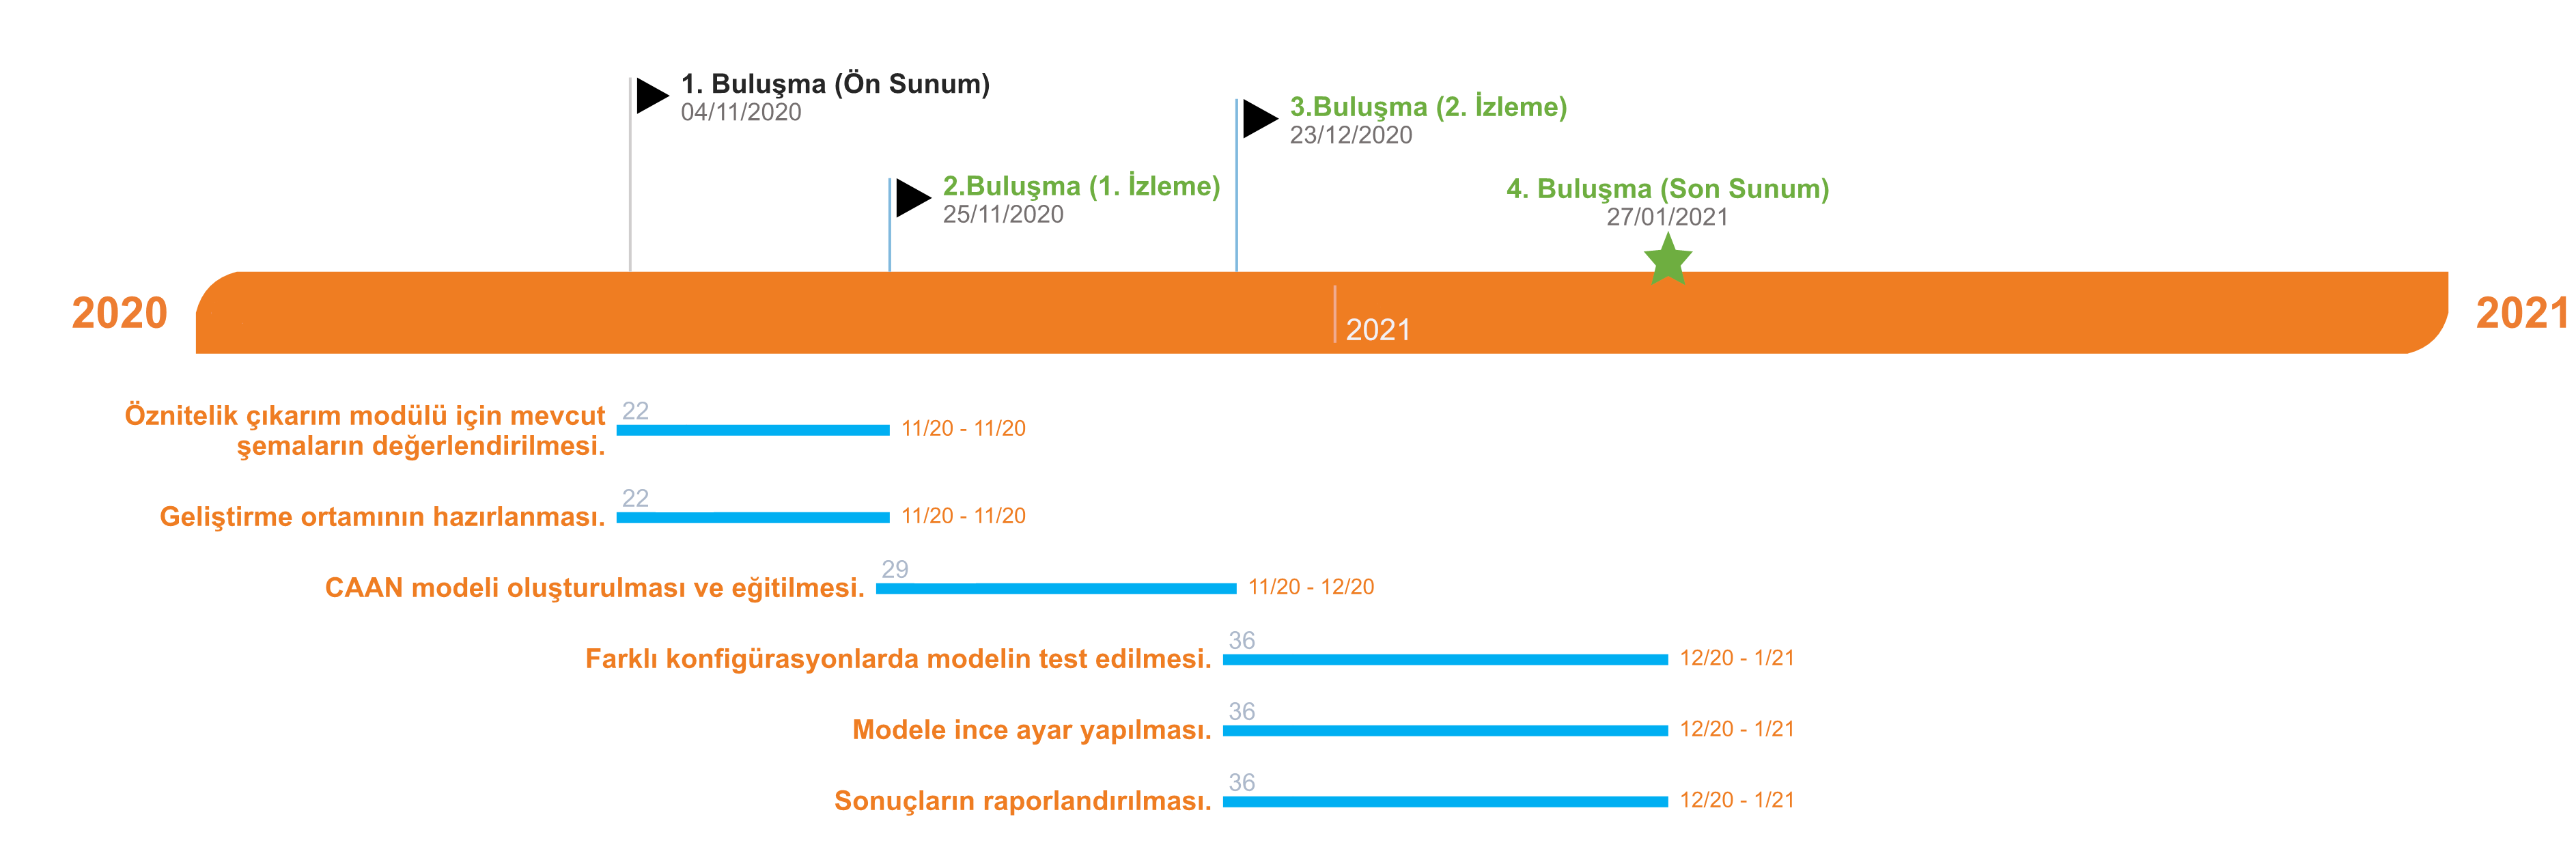 1. Buluşma (Ön Sunum)
04/11/2020
3.Buluşma (2. İzleme)
23/12/2020
2.Buluşma (1. İzleme)
25/11/2020
4. Buluşma (Son Sunum)
27/01/2021
2020
2021
2021
Öznitelik çıkarım modülü için mevcut
şemaların değerlendirilmesi.
22
11/20 - 11/20
Geliştirme ortamının hazırlanması.
22
11/20 - 11/20
CAAN modeli oluşturulması ve eğitilmesi.
29
11/20 - 12/20
Farklı konfigürasyonlarda modelin test edilmesi.
36
12/20 - 1/21
Modele ince ayar yapılması.
36
12/20 - 1/21
Sonuçların raporlandırılması.
36
12/20 - 1/21